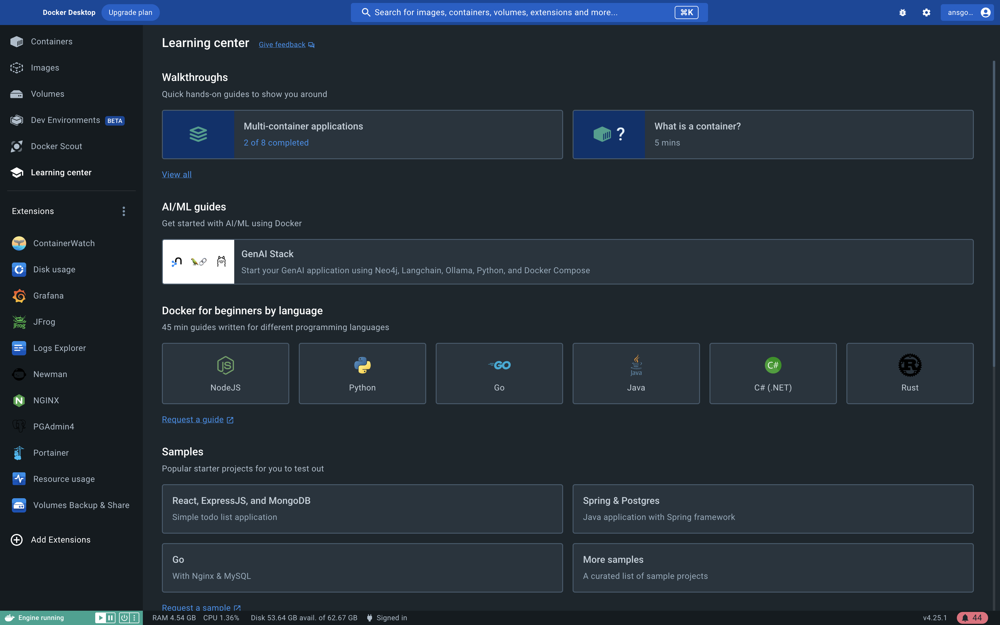 Docker Desktop
Upgrade plan
Search for images, containers, volumes, extensions and more...
⌘K
ansgo...
Containers
Images
Volumes
Dev Environments BETA
Docker Scout
Learning center
Extensions
ContainerWatch
Disk usage
Grafana
JFrog
JFrog
Logs Explorer
Newman
N
NGINX
PGAdmin4
Portainer
Resource usage
Volumes Backup & Share
Add Extensions
Learning center
Give feedback
Walkthroughs
Quick hands-on guides to show you around
Multi-container applications
2 of 8 completed
?
What is a container?
5 mins
View all
AI/ML guides
Get started with AI/ML using Docker
GenAI Stack
Start your GenAI application using Neo4j, Langchain, Ollama, Python, and Docker Compose
Docker for beginners by language
45 min guides written for different programming languages
JS
NodeJS
Python
GO
Go
Java
Java
C#
C# (.NET)
R
Rust
Request a guide
Samples
Popular starter projects for you to test out
React, ExpressJS, and MongoDB
Simple todo list application
Spring & Postgres
Java application with Spring framework
Go
With Nginx & MySQL
More samples
A curated list of sample projects
Request a sample
Engine running
RAM 4.54 GB CPU 1.36% Disk 53.64 GB avail. of 62.67 GB Signed in
v4.25.1
44